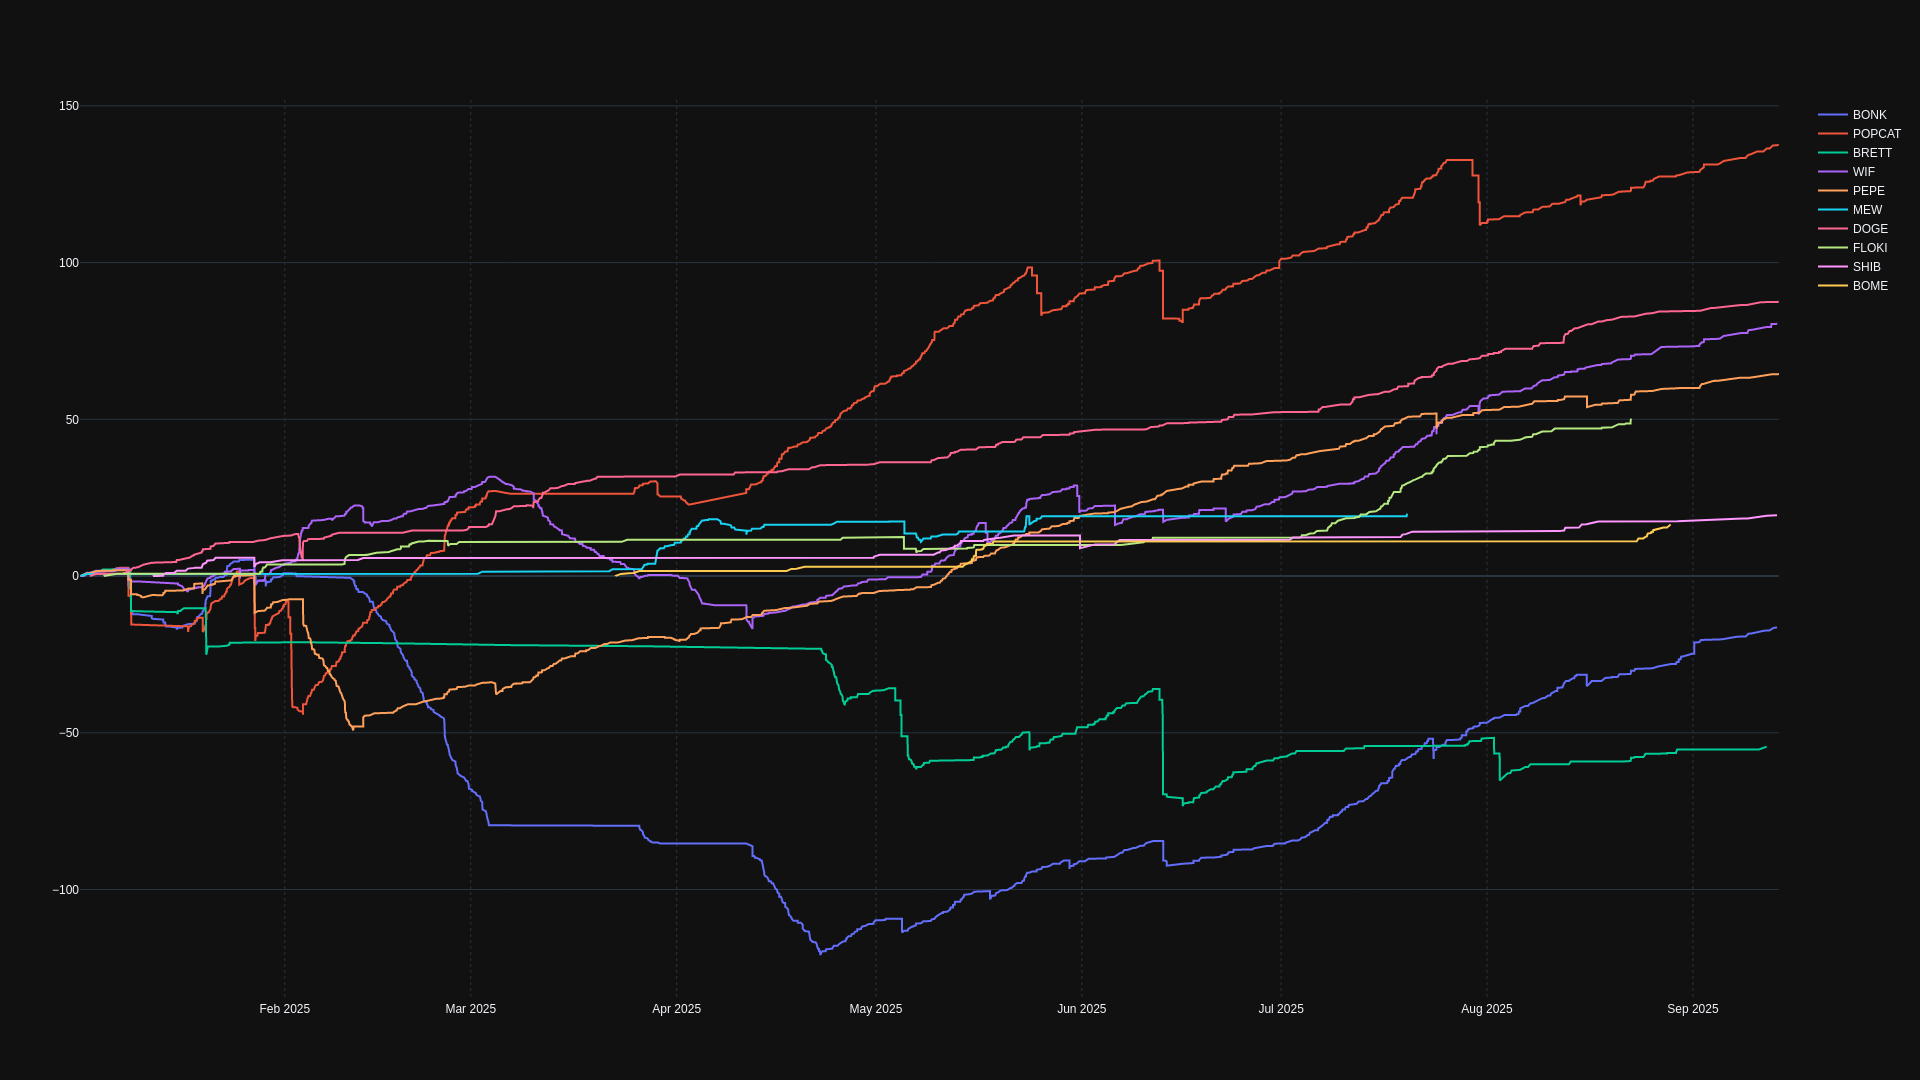 150
100
50
0
−50
−100
Feb 2025
Mar 2025
Apr 2025
May 2025
Jun 2025
Jul 2025
Aug 2025
Sep 2025
BONK
POPCAT
BRETT
WIF
PEPE
MEW
DOGE
FLOKI
SHIB
BOME